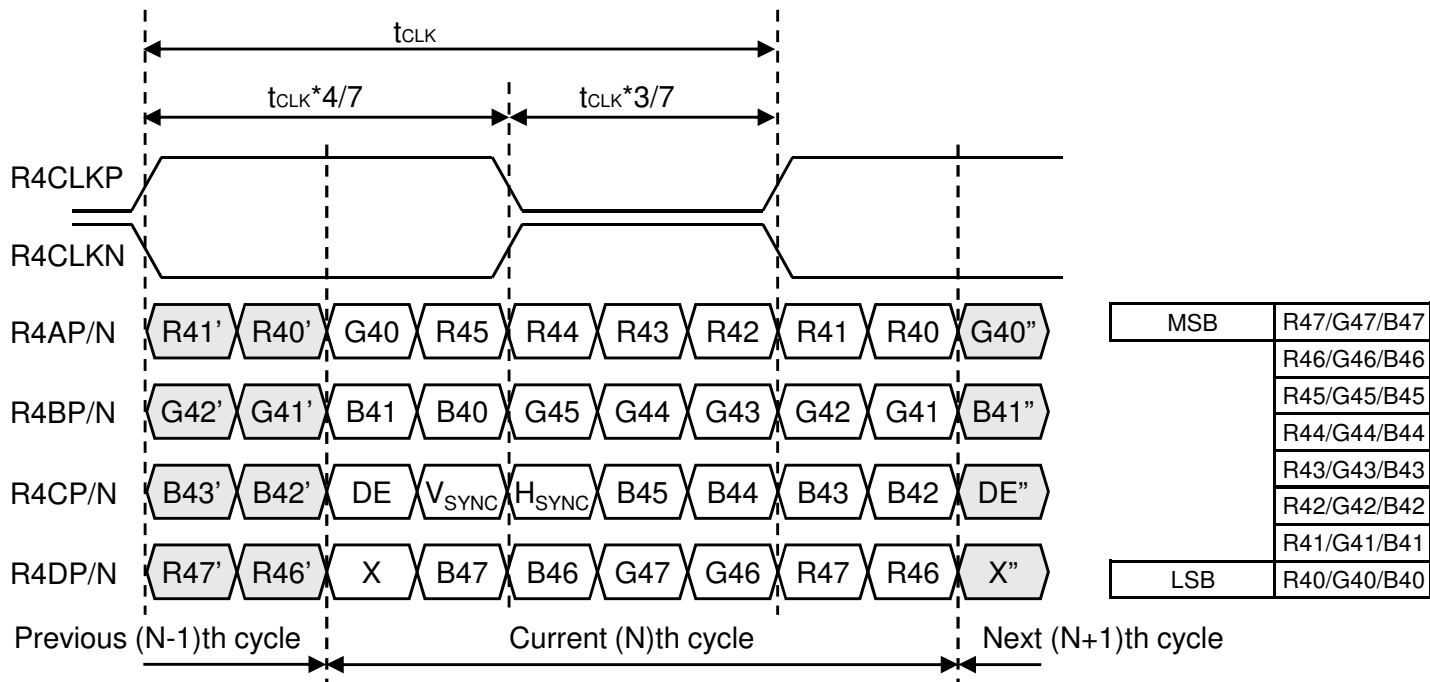 tCLK
tCLK*4/7 tCLK*3/7
R4CLKP
R4CLKN
R4AP/N R41’ R40’ G40 R45 R44 R43 R42 R41 R40 G40”
R4BP/N G42’ G41’ B41 B40 G45 G44 G43 G42 G41 B41”
R4CP/N B43’ B42’ DE VSYNC HSYNC B45 B44 B43 B42 DE”
R4DP/N R47’ R46’ X B47 B46 G47 G46 R47 R46 X”
Previous (N-1)th cycle Current (N)th cycle Next (N+1)th cycle
MSB R47/G47/B47
R46/G46/B46
R45/G45/B45
R44/G44/B44
R43/G43/B43
R42/G42/B42
R41/G41/B41
LSB R40/G40/B40